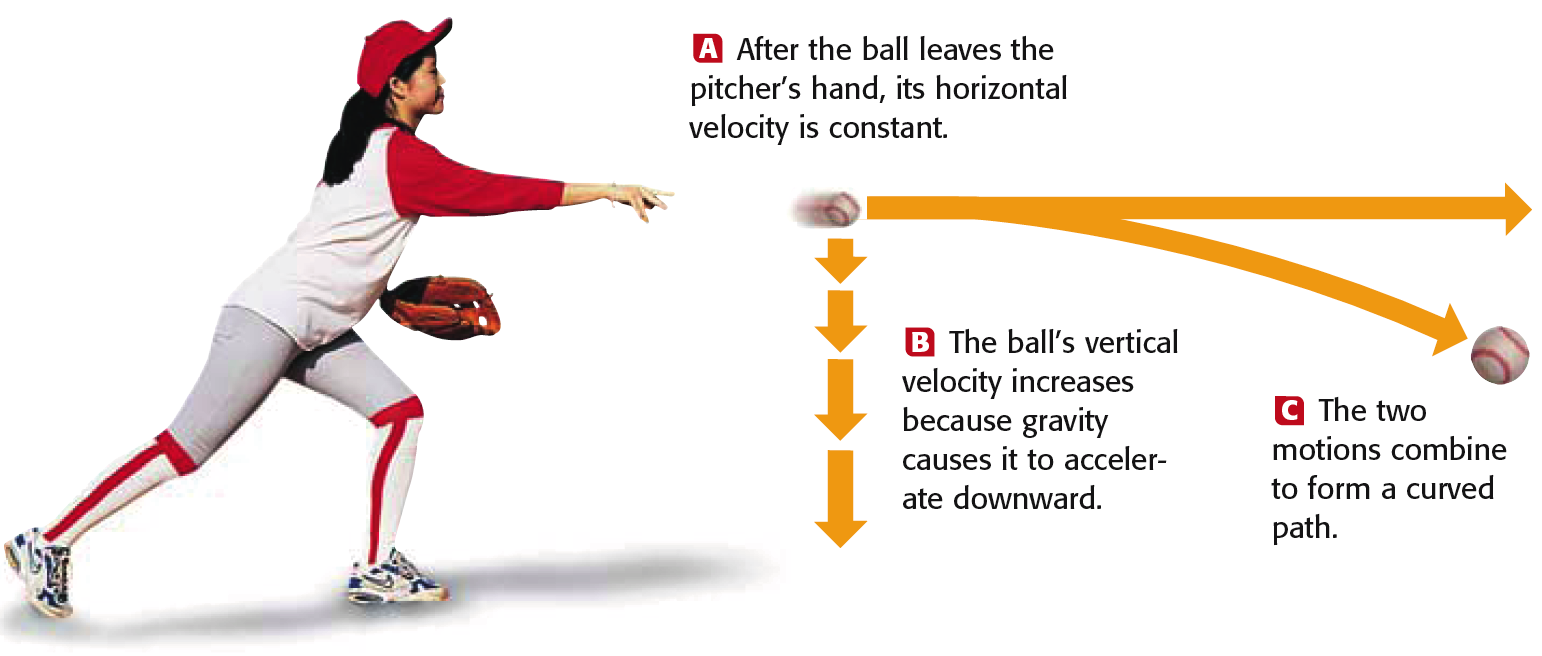 A After the ball leaves the
pitcher's hand, its horizontal
velocity is constant.
B The ball's vertical
velocity increases
because gravity
causes it to acceler-
ate downward.
C The two
motions combine
to form a curved
path.